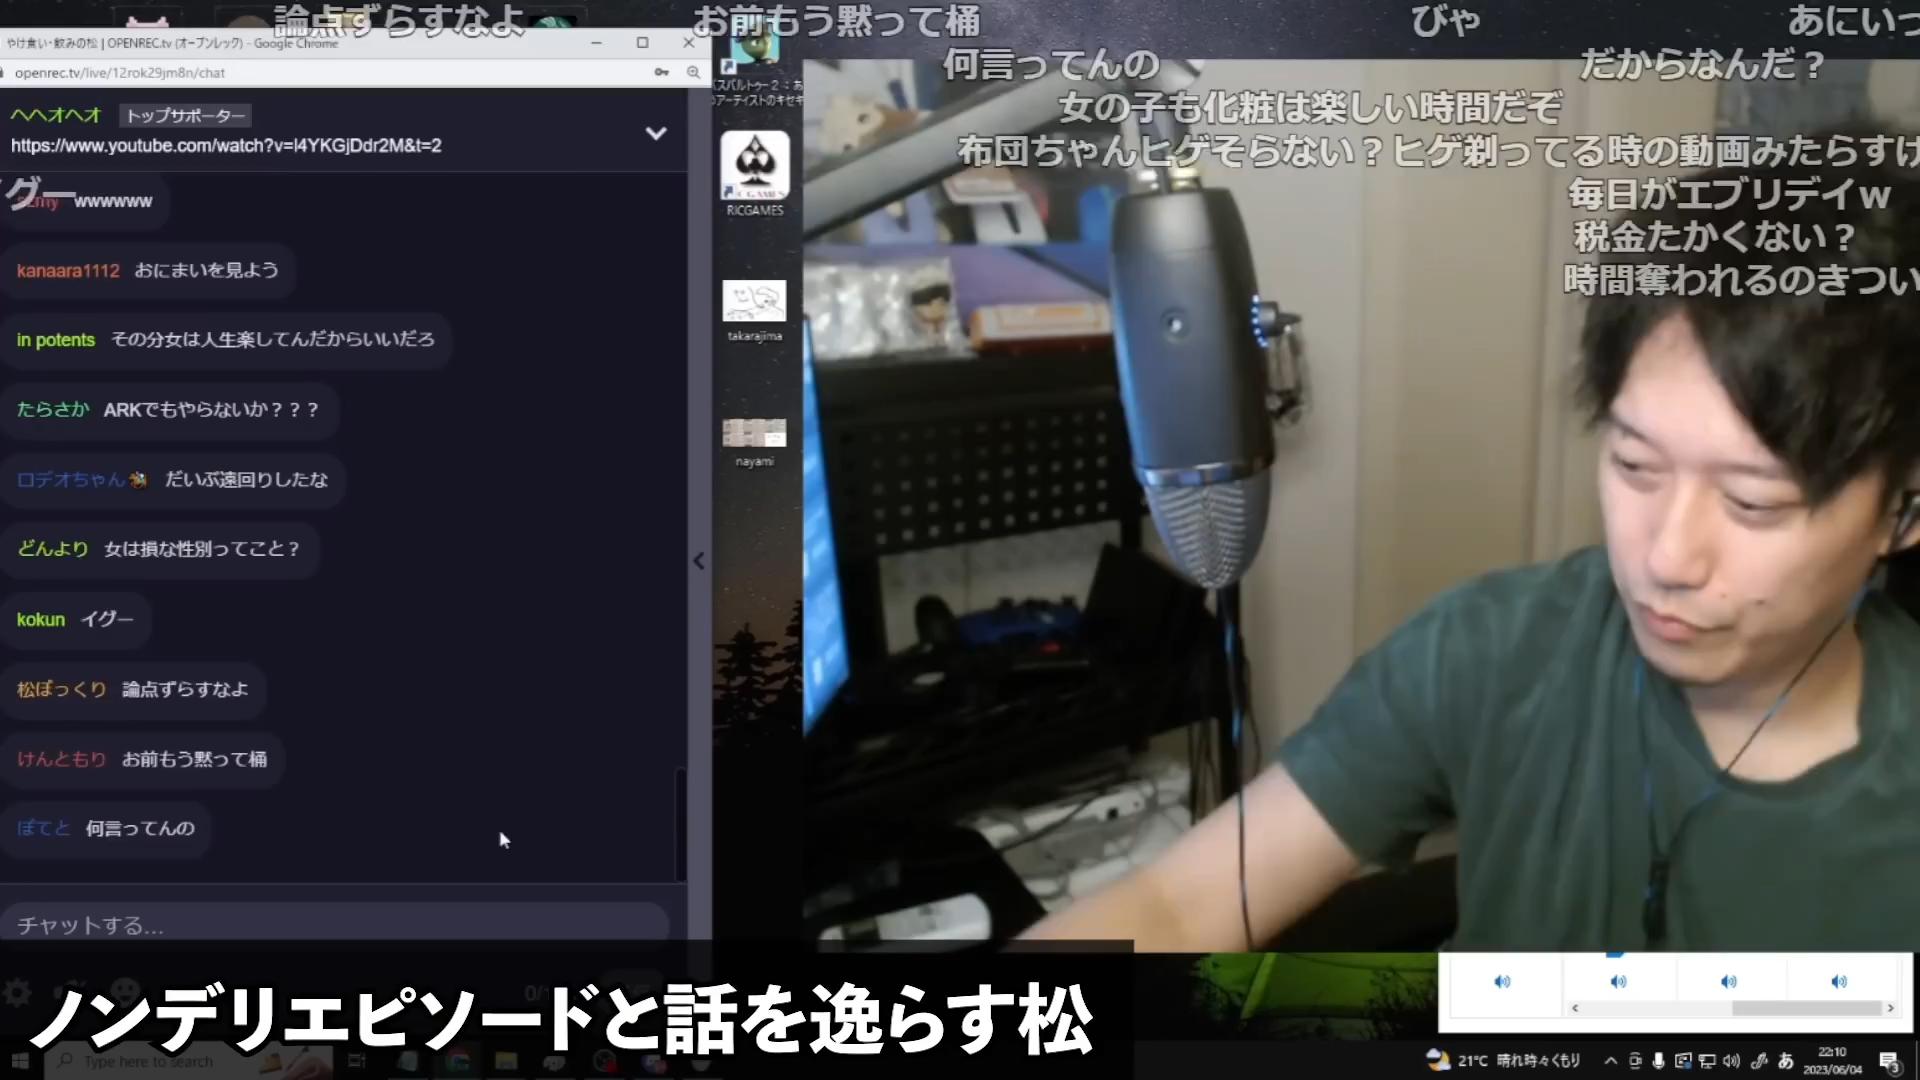 論点ずらすなよ
お前もう黙って桶
びゃ
あにいっ
何言ってんの
だからなんだ？
女の子も化粧は楽しい時間だぞ
布団ちゃんヒゲそらない？ヒゲ剃ってる時の動画みたらすけ
毎日がエブリデイｗ
税金たかくない？
時間奪われるのきつい
やけ食い・飲みの松 | OPENREC.tv (オープンレック) - Google Chrome
openrec.tv/live/12rok29jm8n/chat
ヘヘオヘオ トップサポーター
https://www.youtube.com/watch?v=l4YKGjDdr2M&t=2
グー
wwwwww
kanaara1112 おにまいを見よう
in potents その分女は人生楽してんだからいいだろ
たらさか ARKでもやらないか？？？
ロデオちゃん だいぶ遠回りしたな
どんより 女は損な性別ってこと？
kokun イグー
松ぼっくり 論点ずらすなよ
けんともり お前もう黙って桶
ぽてと 何言ってんの
チャットする...
RICGAMES
takarajima
nayami
ノンデリエピソードと話を逸らす松
Type here to search
21°C 晴れ時々くもり
あ
22:10
2023/06/04
3